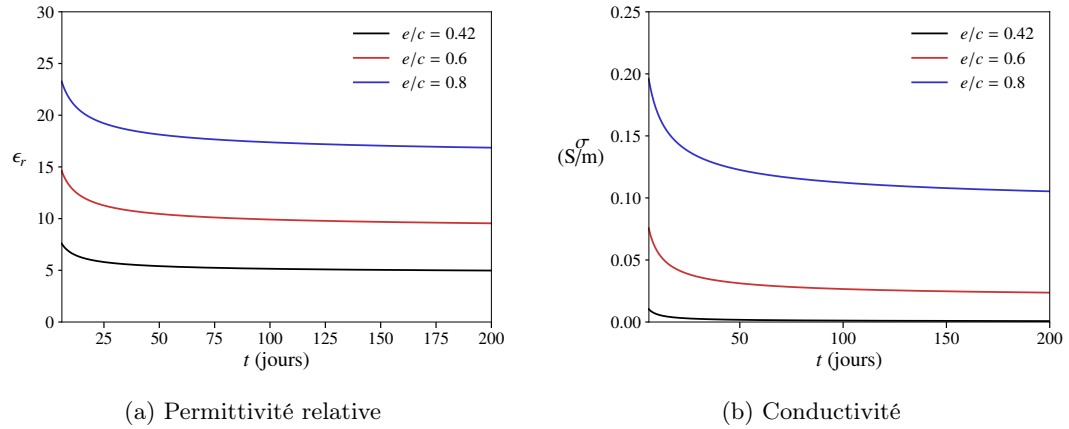 30
25
20
15
10
5
0
ϵr
25 50 75 100 125 150 175 200
t (jours)
e/c = 0.42
e/c = 0.6
e/c = 0.8
(a) Permittivité relative
0.25
0.20
0.15
0.10
0.05
0.00
σ
(S/m)
50 100 150 200
t (jours)
e/c = 0.42
e/c = 0.6
e/c = 0.8
(b) Conductivité